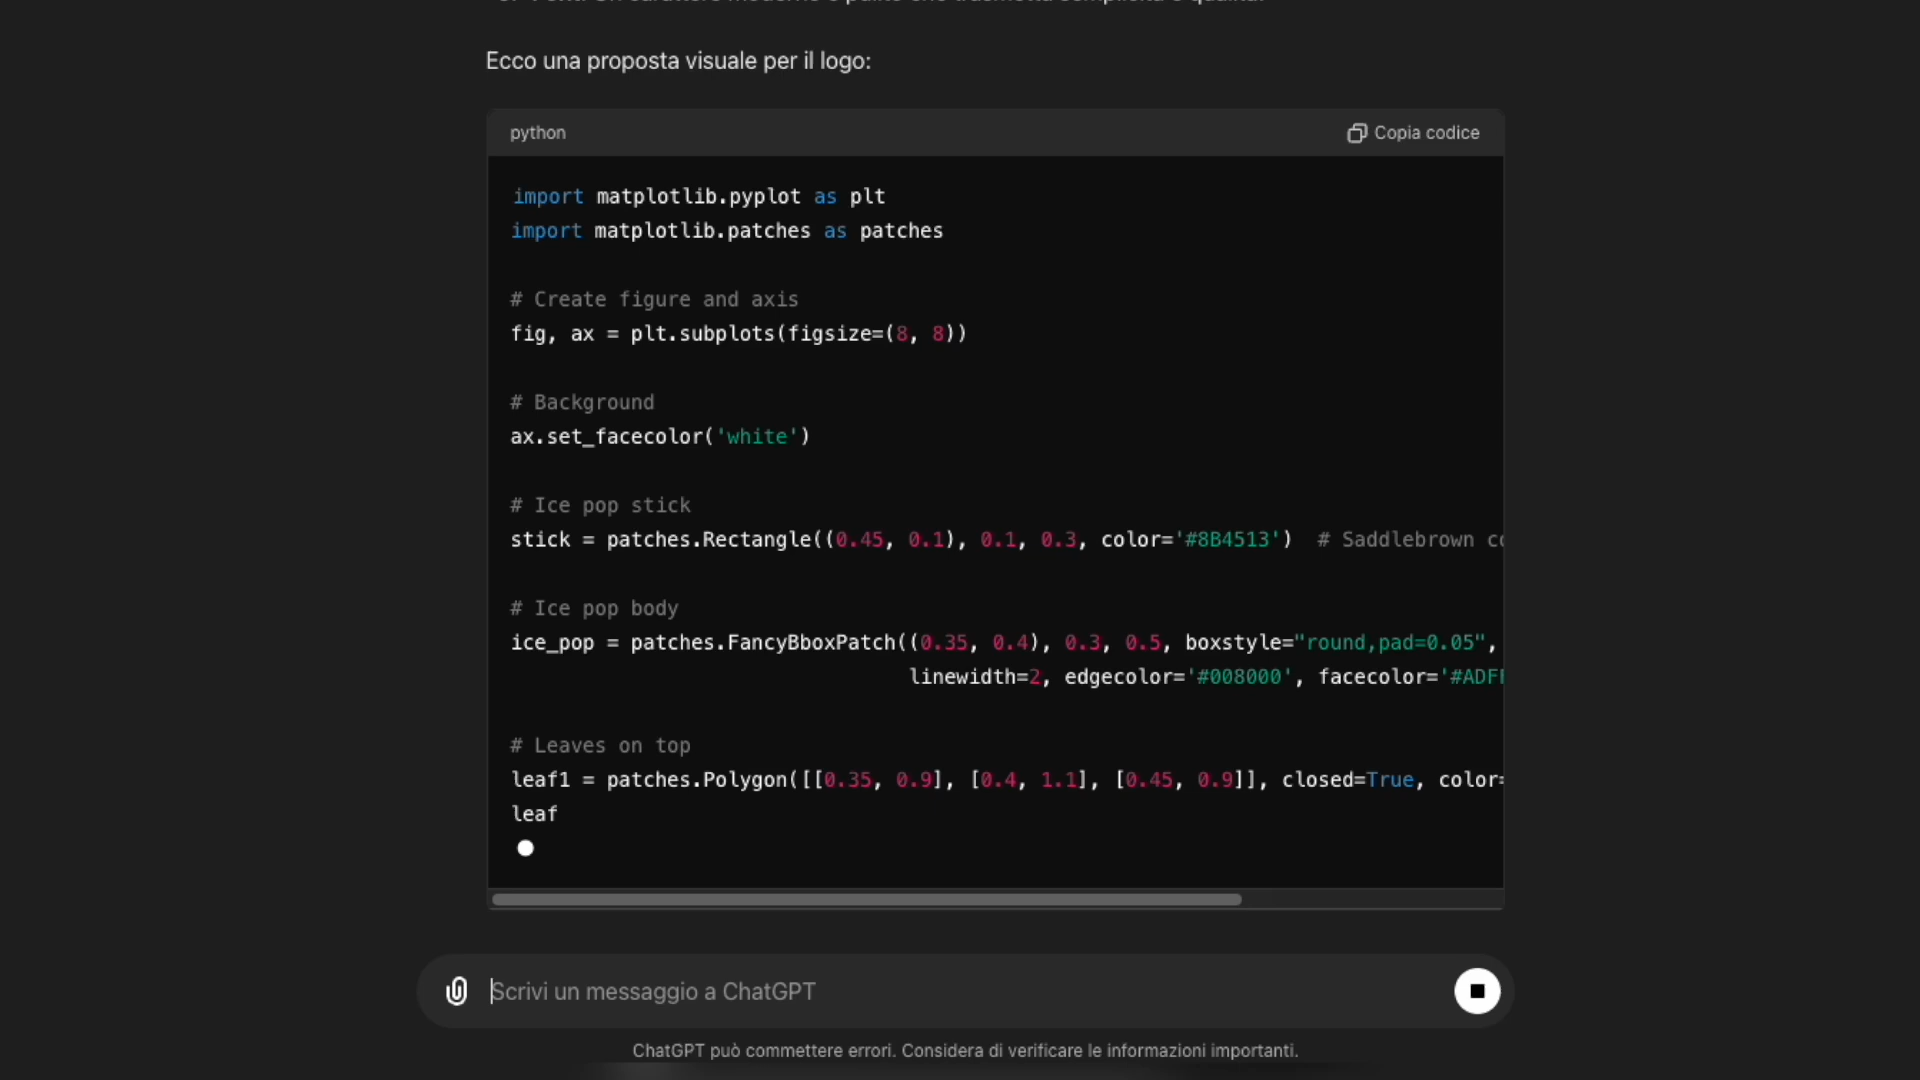 Ecco una proposta visuale per il logo:
python
Copia codice
import matplotlib.pyplot as plt
import matplotlib.patches as patches
# Create figure and axis
fig, ax = plt.subplots(figsize=(8, 8))
# Background
ax.set_facecolor('white')
# Ice pop stick
stick = patches.Rectangle((0.45, 0.1), 0.1, 0.3, color='#8B4513')  # Saddlebrown
# Ice pop body
ice_pop = patches.FancyBboxPatch((0.35, 0.4), 0.3, 0.5, boxstyle="round,pad=0.05",
linewidth=2, edgecolor='#008000', facecolor='#ADF
# Leaves on top
leaf1 = patches.Polygon([[0.35, 0.9], [0.4, 1.1], [0.45, 0.9]], closed=True, color=
leaf
Scrivi un messaggio a ChatGPT
ChatGPT può commettere errori. Considera di verificare le informazioni importanti.